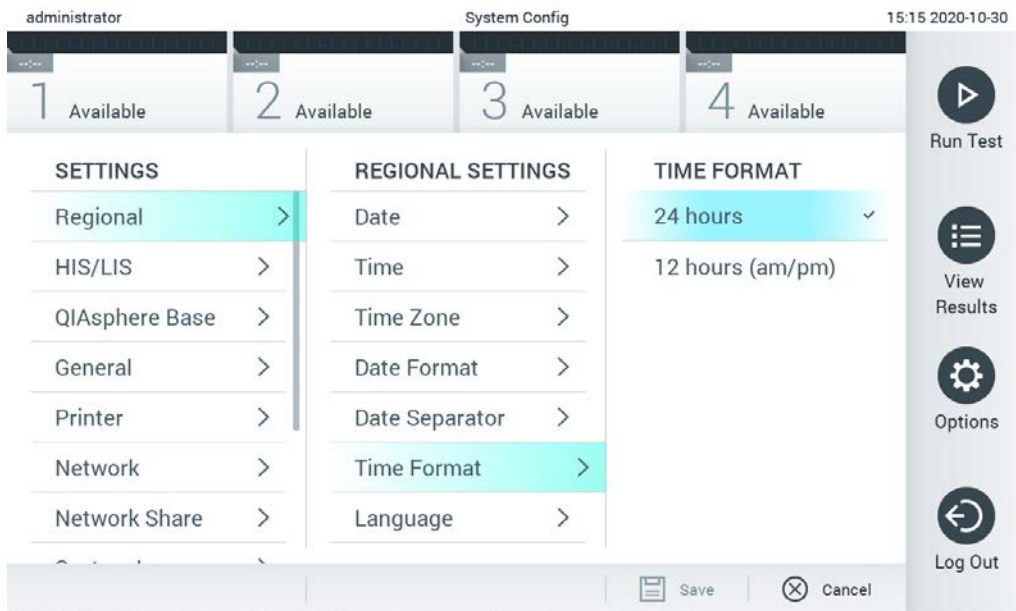 administrator
System Config
15:15 2020-10-30
--:--
--:--
--:--
--:--
1 Available
2 Available
3 Available
4 Available
Run Test
View
Results
Options
Log Out
SETTINGS
Regional
HIS/LIS
QIAsphere Base
General
Printer
Network
Network Share
REGIONAL SETTINGS
Date
Time
Time Zone
Date Format
Date Separator
Time Format
Language
TIME FORMAT
24 hours
12 hours (am/pm)
Save
Cancel